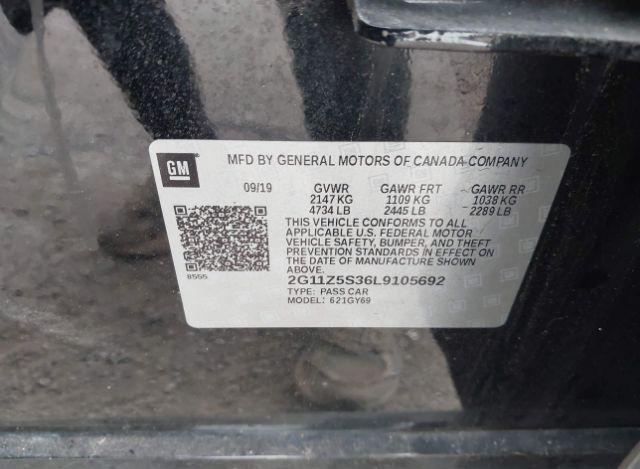 GM
MFD BY GENERAL MOTORS OF CANADA COMPANY
09/19 GVWR GAWR FRT GAWR RR
2147 KG 1109 KG 1038 KG
4734 LB 2445 LB 2289 LB
THIS VEHICLE CONFORMS TO ALL
APPLICABLE U.S. FEDERAL MOTOR
VEHICLE SAFETY, BUMPER, AND THEFT
PREVENTION STANDARDS IN EFFECT ON
THE DATE OF MANUFACTURE SHOWN
ABOVE.
8555
2G11Z5S36L9105692
TYPE: PASS CAR
MODEL: 621GY69